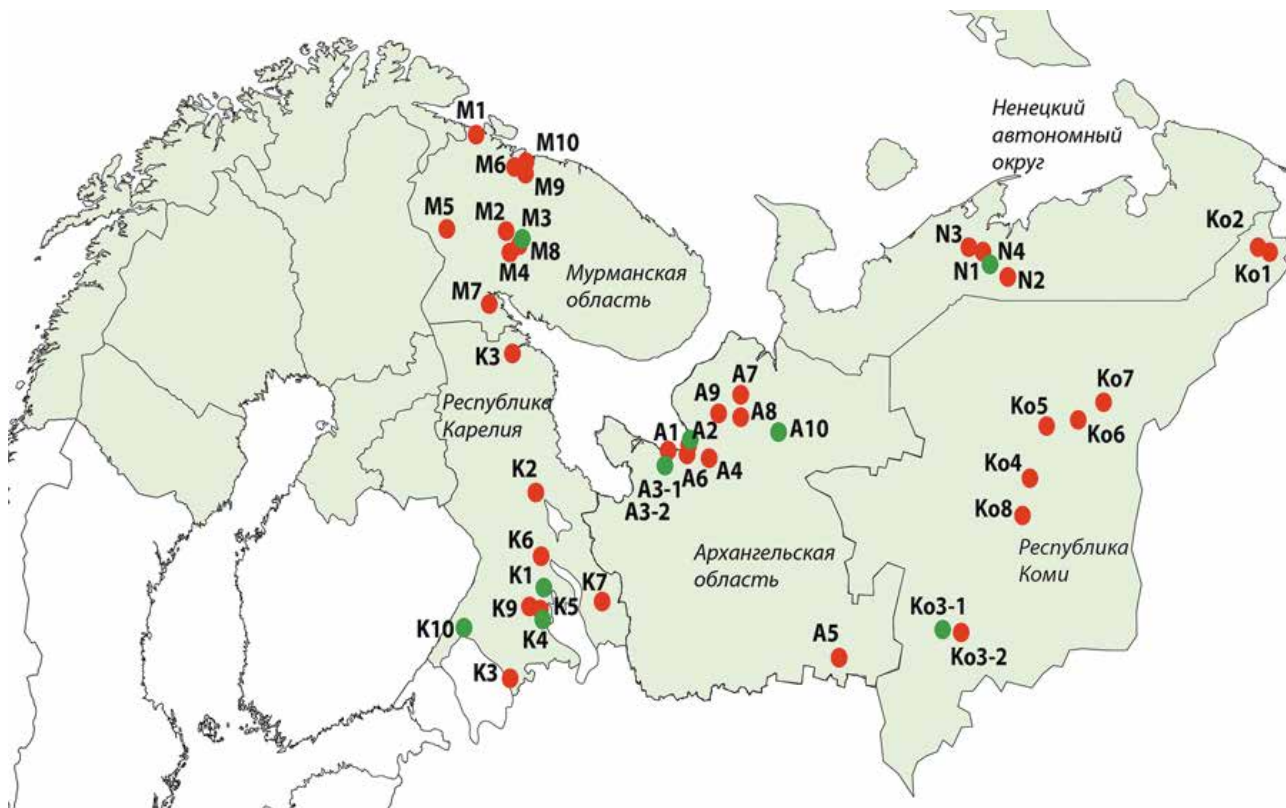 M1
M10
M6
M9
M5
M2
M3
M8
M4
M7
Мурманская
область
Ненецкий
автономный
округ
N3
N4
N1
N2
Ko2
Ko1
K3
Республика
Карелия
K2
K6
K1
K9
K5
K7
K10
K4
K3
A7
A9
A8
A1
A2
A10
A3-1
A6
A4
A3-2
Архангельская
область
A5
Ko7
Ko5
Ko6
Ko4
Ko8
Республика
Коми
Ko3-1
Ko3-2